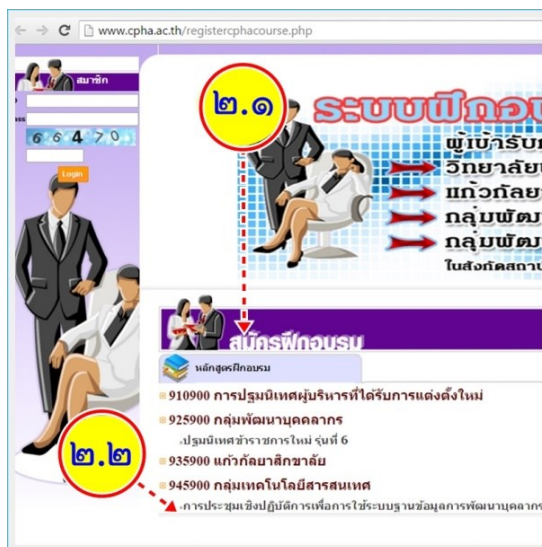 www.cpha.ac.th/registercphacourse.php
สมาชิก
66470
Login
๒.๑
ระบบฝึกอบ
ผู้เข้ารับ
วิทยาลัย
แก้วกัลย
กลุ่มพัฒ
กลุ่มพัฒ
ในสังกัดสถาบ
สมัครฝึกอบรม
หลักสูตรฝึกอบรม
910900 การปฐมนิเทศผู้บริหารที่ได้รับการแต่งตั้งใหม่
925900 กลุ่มพัฒนาบุคคลากร
.ปฐมนิเทศข้าราชการใหม่ รุ่นที่ 6
๒.๒
935900 แก้วกัลยาสิกขาลัย
945900 กลุ่มเทคโนโลยีสารสนเทศ
.การประชุมเชิงปฏิบัติการเพื่อการใช้ระบบฐานข้อมูลการพัฒนาบุคลากร